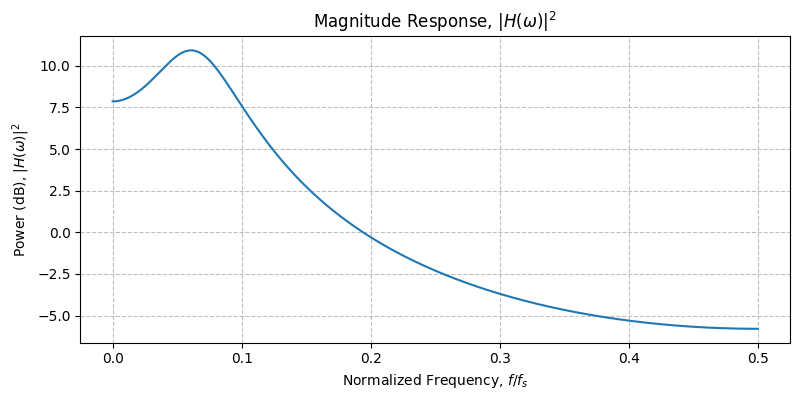 Magnitude Response, |H(ω)|²
Power (dB), |H(ω)|²
10.0
7.5
5.0
2.5
0.0
−2.5
−5.0
0.0 0.1 0.2 0.3 0.4 0.5
Normalized Frequency, f/fₛ